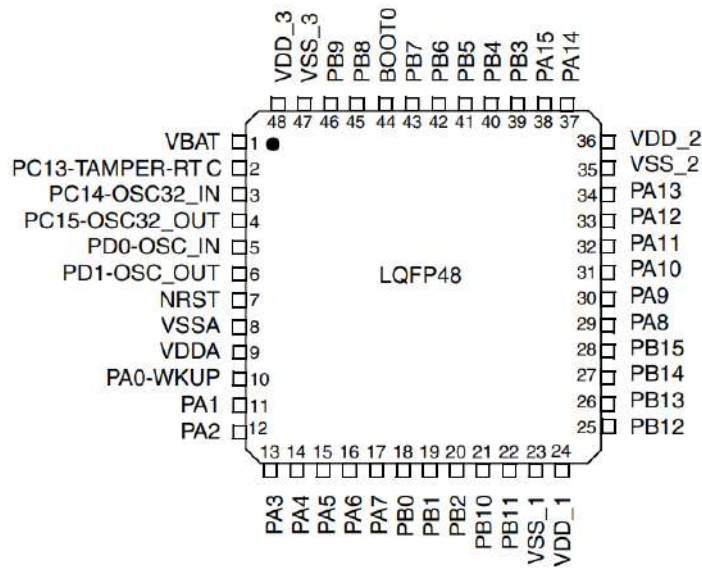 VDD_3
VSS_3
PB9
PB8
BOOT0
PB7
PB6
PB5
PB4
PB3
PA15
PA14
48 47 46 45 44 43 42 41 40 39 38 37
VBAT 1
PC13-TAMPER-RTC 2
PC14-OSC32_IN 3
PC15-OSC32_OUT 4
PD0-OSC_IN 5
PD1-OSC_OUT 6
NRST 7
VSSA 8
VDDA 9
PA0-WKUP 10
PA1 11
PA2 12
LQFP48
36 VDD_2
35 VSS_2
34 PA13
33 PA12
32 PA11
31 PA10
30 PA9
29 PA8
28 PB15
27 PB14
26 PB13
25 PB12
13 14 15 16 17 18 19 20 21 22 23 24
PA3
PA4
PA5
PA6
PA7
PB0
PB1
PB2
PB10
PB11
VSS_1
VDD_1